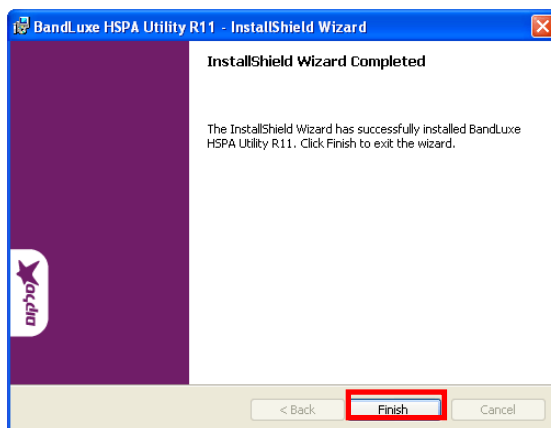 BandLuxe HSPA Utility R11 - InstallShield Wizard
InstallShield Wizard Completed
The InstallShield Wizard has successfully installed BandLuxe
HSPA Utility R11. Click Finish to exit the wizard.
סלקום
< Back
Finish
Cancel